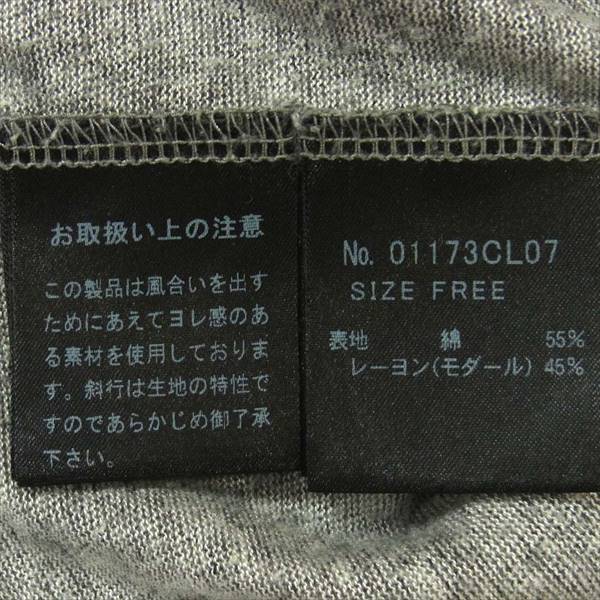 お取扱い上の注意
この製品は風合いを出す
ためにあえてヨレ感のあ
る素材を使用しておりま
す。斜行は生地の特性で
すのであらかじめ御了承
下さい。
No. 01173CL07
SIZE FREE
表地 綿 55%
レーヨン(モダール) 45%